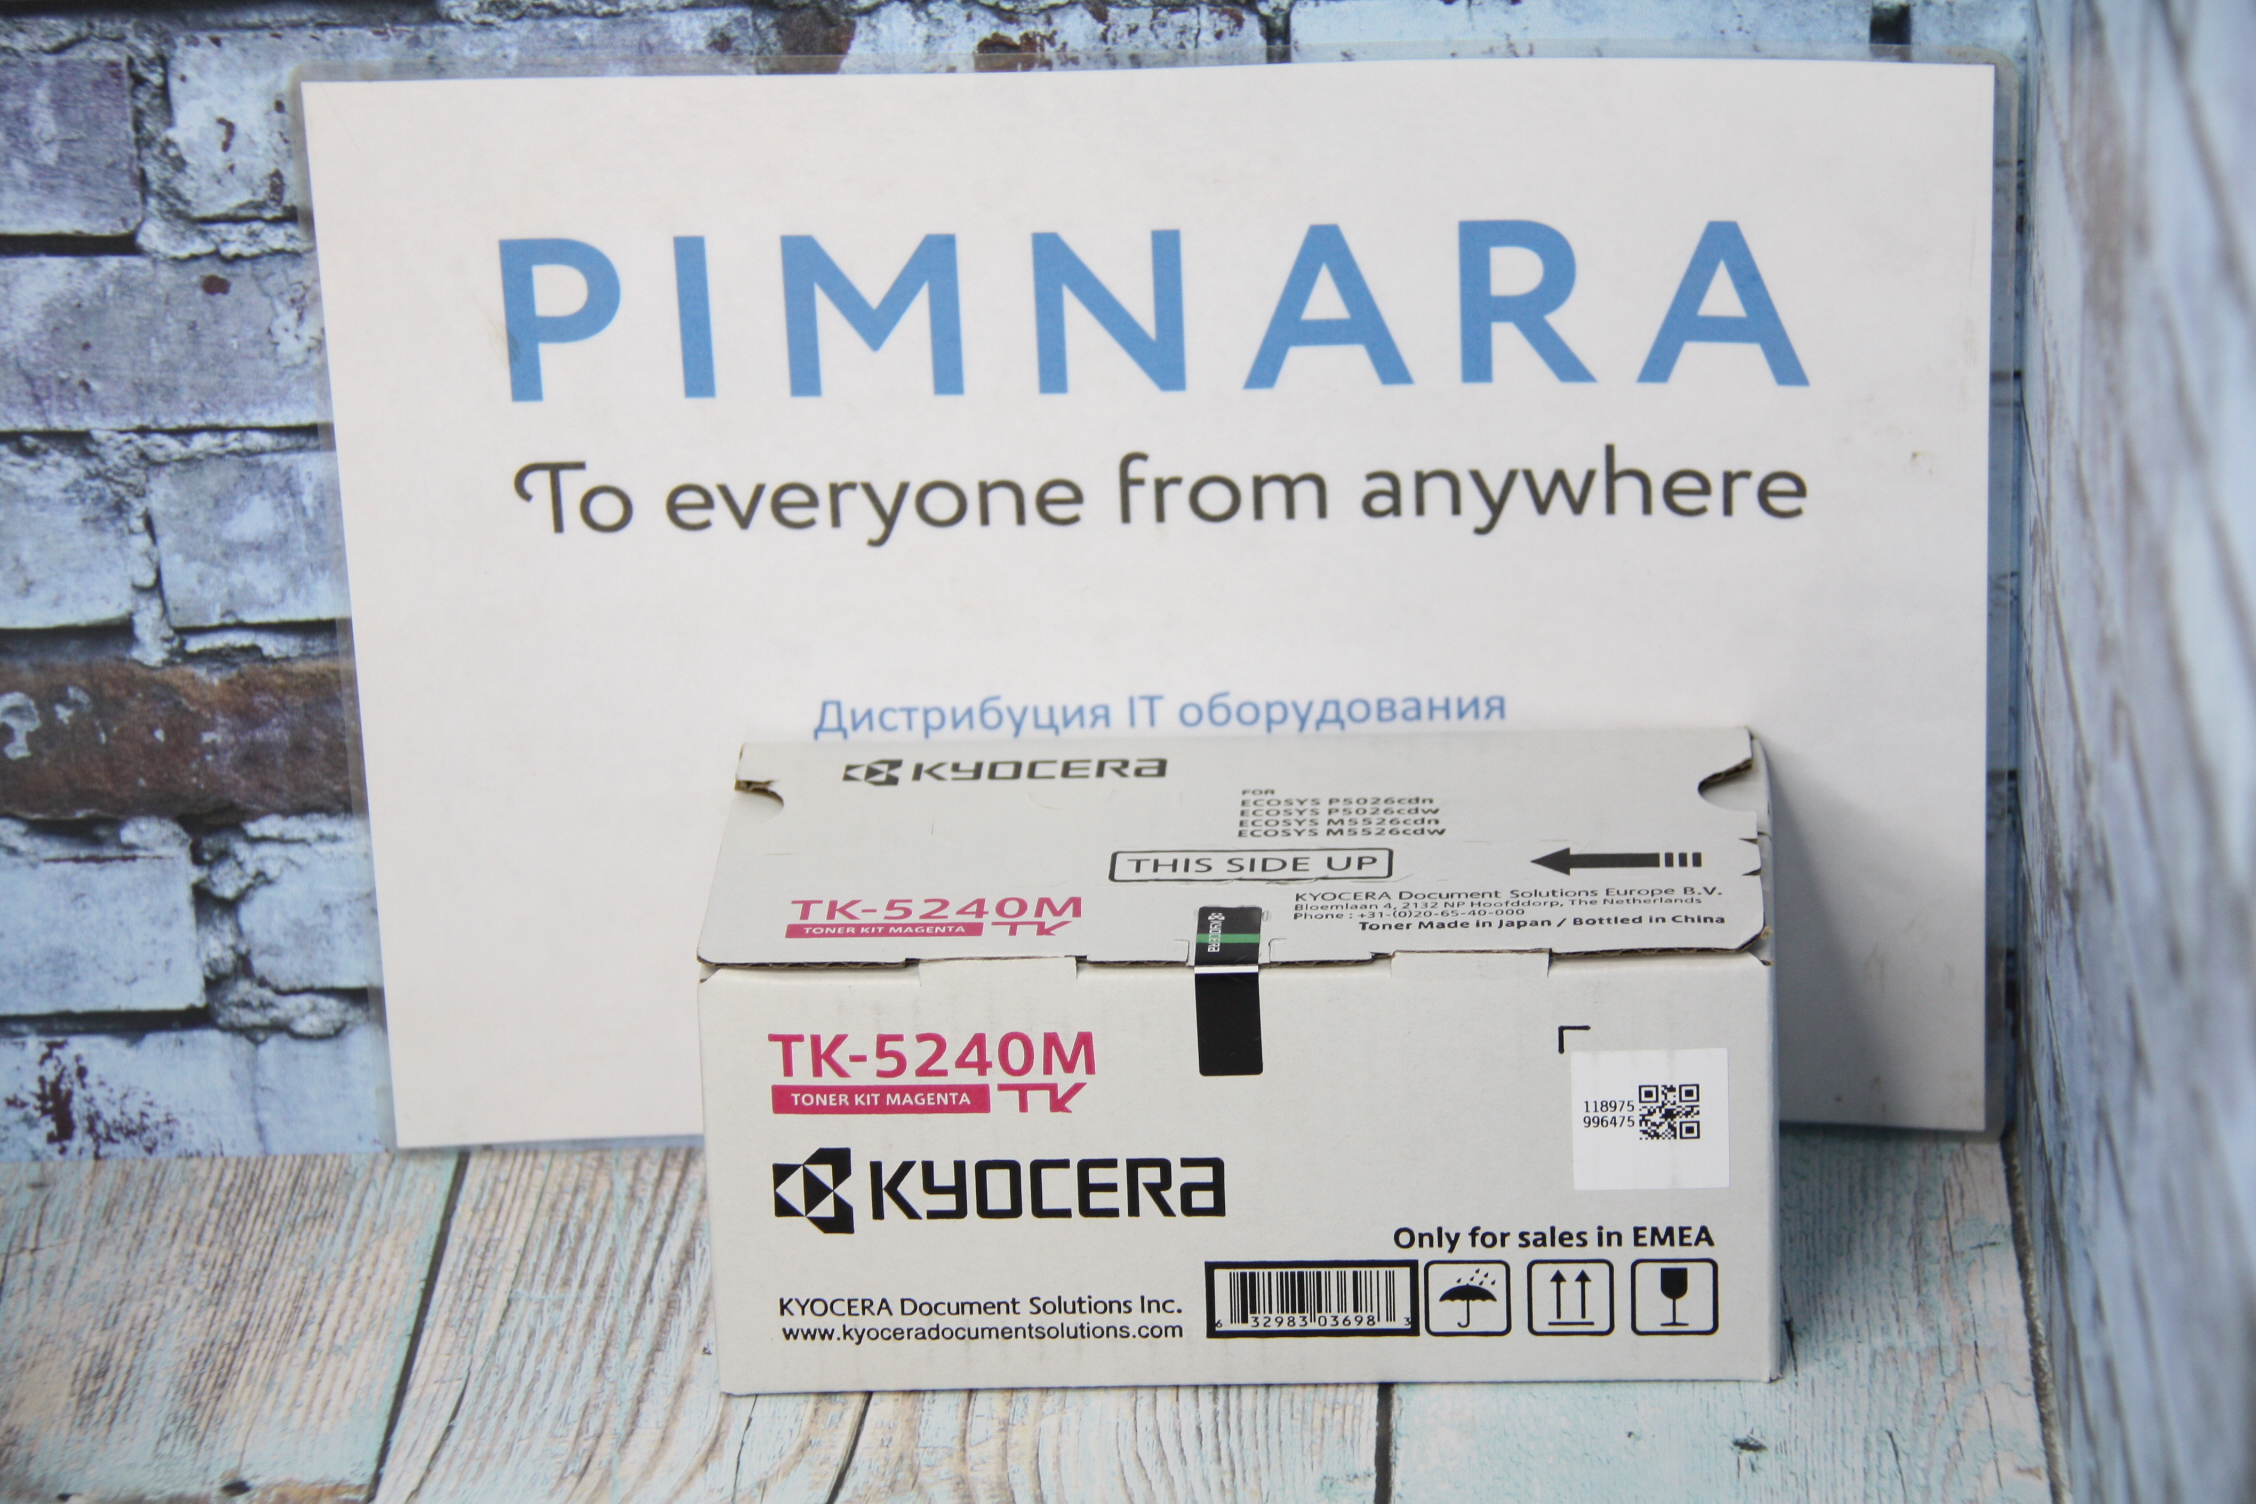 PIMNARA
To everyone from anywhere
Дистрибуция IT оборудования
KYOCERA
FOR
ECOSYS P5026cdn
ECOSYS P5026cdw
ECOSYS M5526cdn
ECOSYS M5526cdw
THIS SIDE UP
TK-5240M
TONER KIT MAGENTA TK
KYOCERA Document Solutions Europe B.V.
Bloemlaan 4, 2132 NP Hoofddorp, The Netherlands
Phone : +31-(0)20-65-40-000
Toner Made in Japan / Bottled in China
KYOCERA
TK-5240M
TONER KIT MAGENTA TK
118975
996475
KYOCERA
Only for sales in EMEA
KYOCERA Document Solutions Inc.
www.kyoceradocumentsolutions.com
6 32983 03698 3